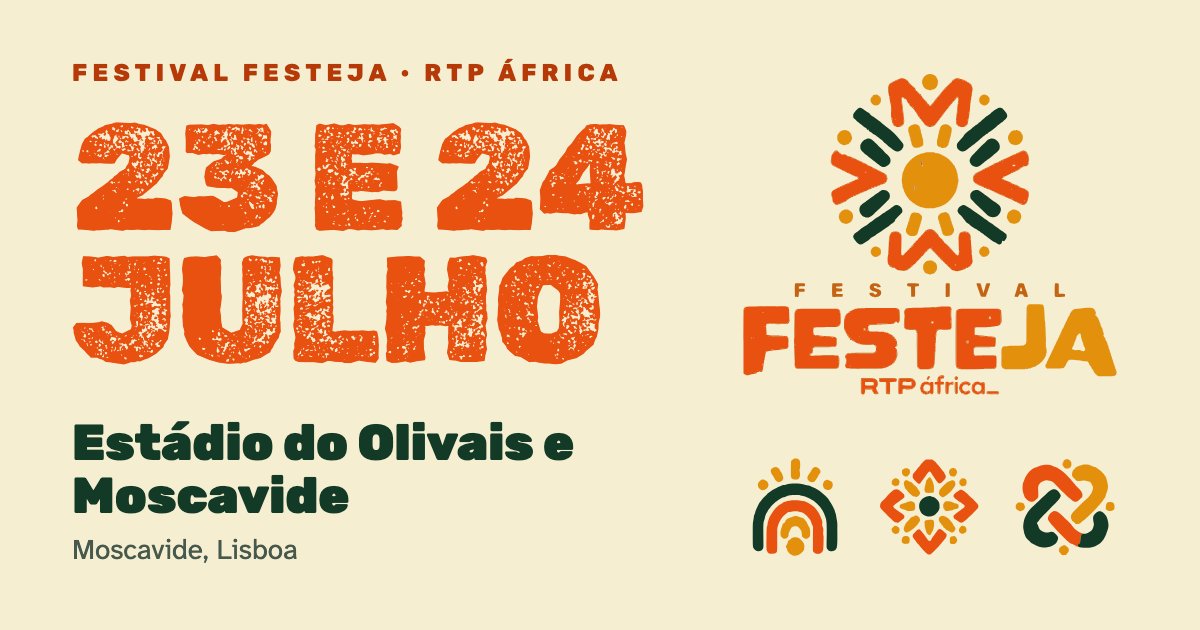 FESTIVAL FESTEJA • RTP ÁFRICA
23 E 24
JULHO
Estádio do Olivais e
Moscavide
Moscavide, Lisboa
FESTIVAL
FESTEJA
RTP áfrica_